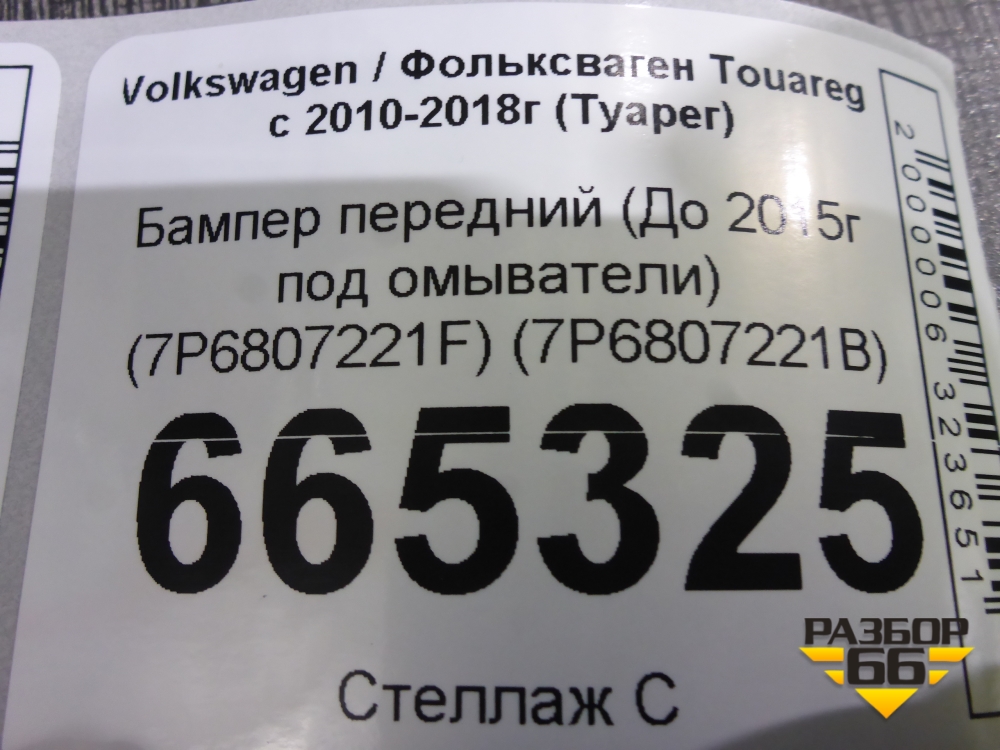 Volkswagen / Фольксваген Touareg
с 2010-2018г (Туарег)
Бампер передний (До 2015г
под омыватели)
(7P6807221F) (7P6807221B)
665325
Стеллаж С
2000006323651
РАЗБОР
66